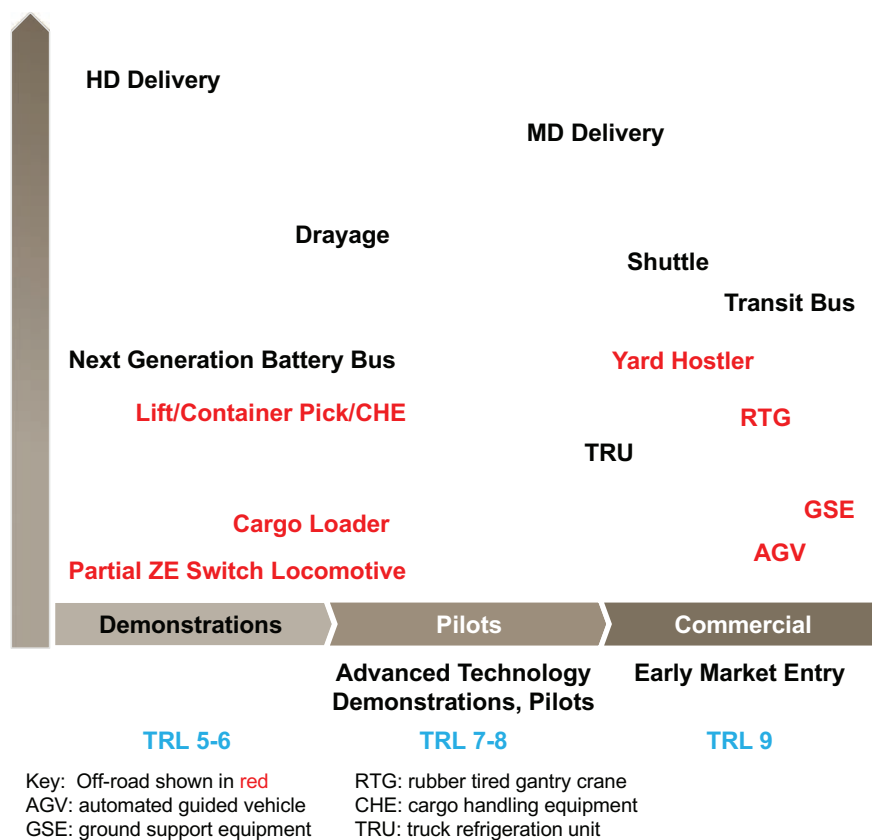 HD Delivery
MD Delivery
Drayage
Shuttle
Transit Bus
Next Generation Battery Bus
Yard Hostler
Lift/Container Pick/CHE
RTG
TRU
GSE
Cargo Loader
AGV
Partial ZE Switch Locomotive
Demonstrations
Pilots
Commercial
Advanced Technology
Demonstrations, Pilots
Early Market Entry
TRL 5-6
TRL 7-8
TRL 9
Key: Off-road shown in red
AGV: automated guided vehicle
GSE: ground support equipment
RTG: rubber tired gantry crane
CHE: cargo handling equipment
TRU: truck refrigeration unit